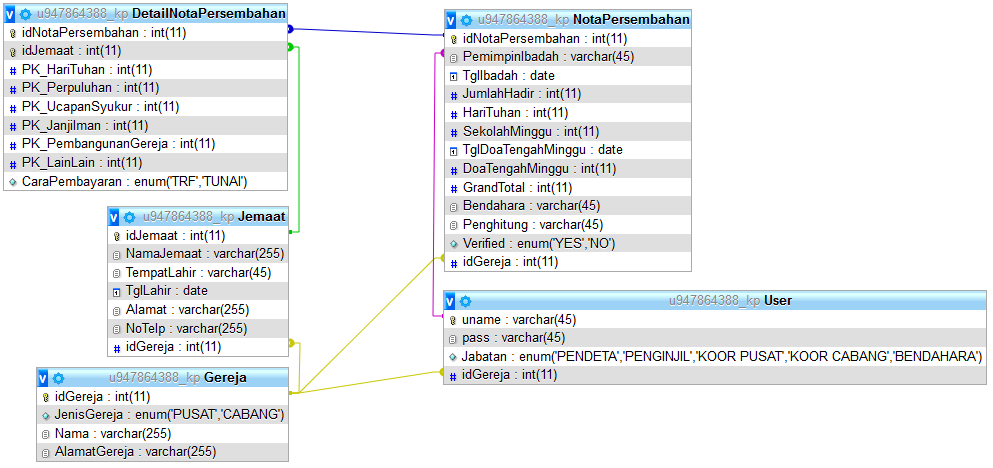 u947864388_kp DetailNotaPersembahan
idNotaPersembahan : int(11)
idJemaat : int(11)
PK_HariTuhan : int(11)
PK_Perpuluhan : int(11)
PK_UcapanSyukur : int(11)
PK_JanjiIman : int(11)
PK_PembangunanGereja : int(11)
PK_LainLain : int(11)
CaraPembayaran : enum('TRF','TUNAI')
u947864388_kp NotaPersembahan
idNotaPersembahan : int(11)
PemimpinIbadah : varchar(45)
TglIbadah : date
JumlahHadir : int(11)
HariTuhan : int(11)
SekolahMinggu : int(11)
TglDoaTengahMinggu : date
DoaTengahMinggu : int(11)
GrandTotal : int(11)
Bendahara : varchar(45)
Penghitung : varchar(45)
Verified : enum('YES','NO')
idGereja : int(11)
u947864388_kp Jemaat
idJemaat : int(11)
NamaJemaat : varchar(255)
TempatLahir : varchar(45)
TglLahir : date
Alamat : varchar(255)
NoTelp : varchar(255)
idGereja : int(11)
u947864388_kp User
uname : varchar(45)
pass : varchar(45)
Jabatan : enum('PENDETA','PENGINJIL','KOOR PUSAT','KOOR CABANG','BENDAHARA')
idGereja : int(11)
u947864388_kp Gereja
idGereja : int(11)
JenisGereja : enum('PUSAT','CABANG')
Nama : varchar(255)
AlamatGereja : varchar(255)